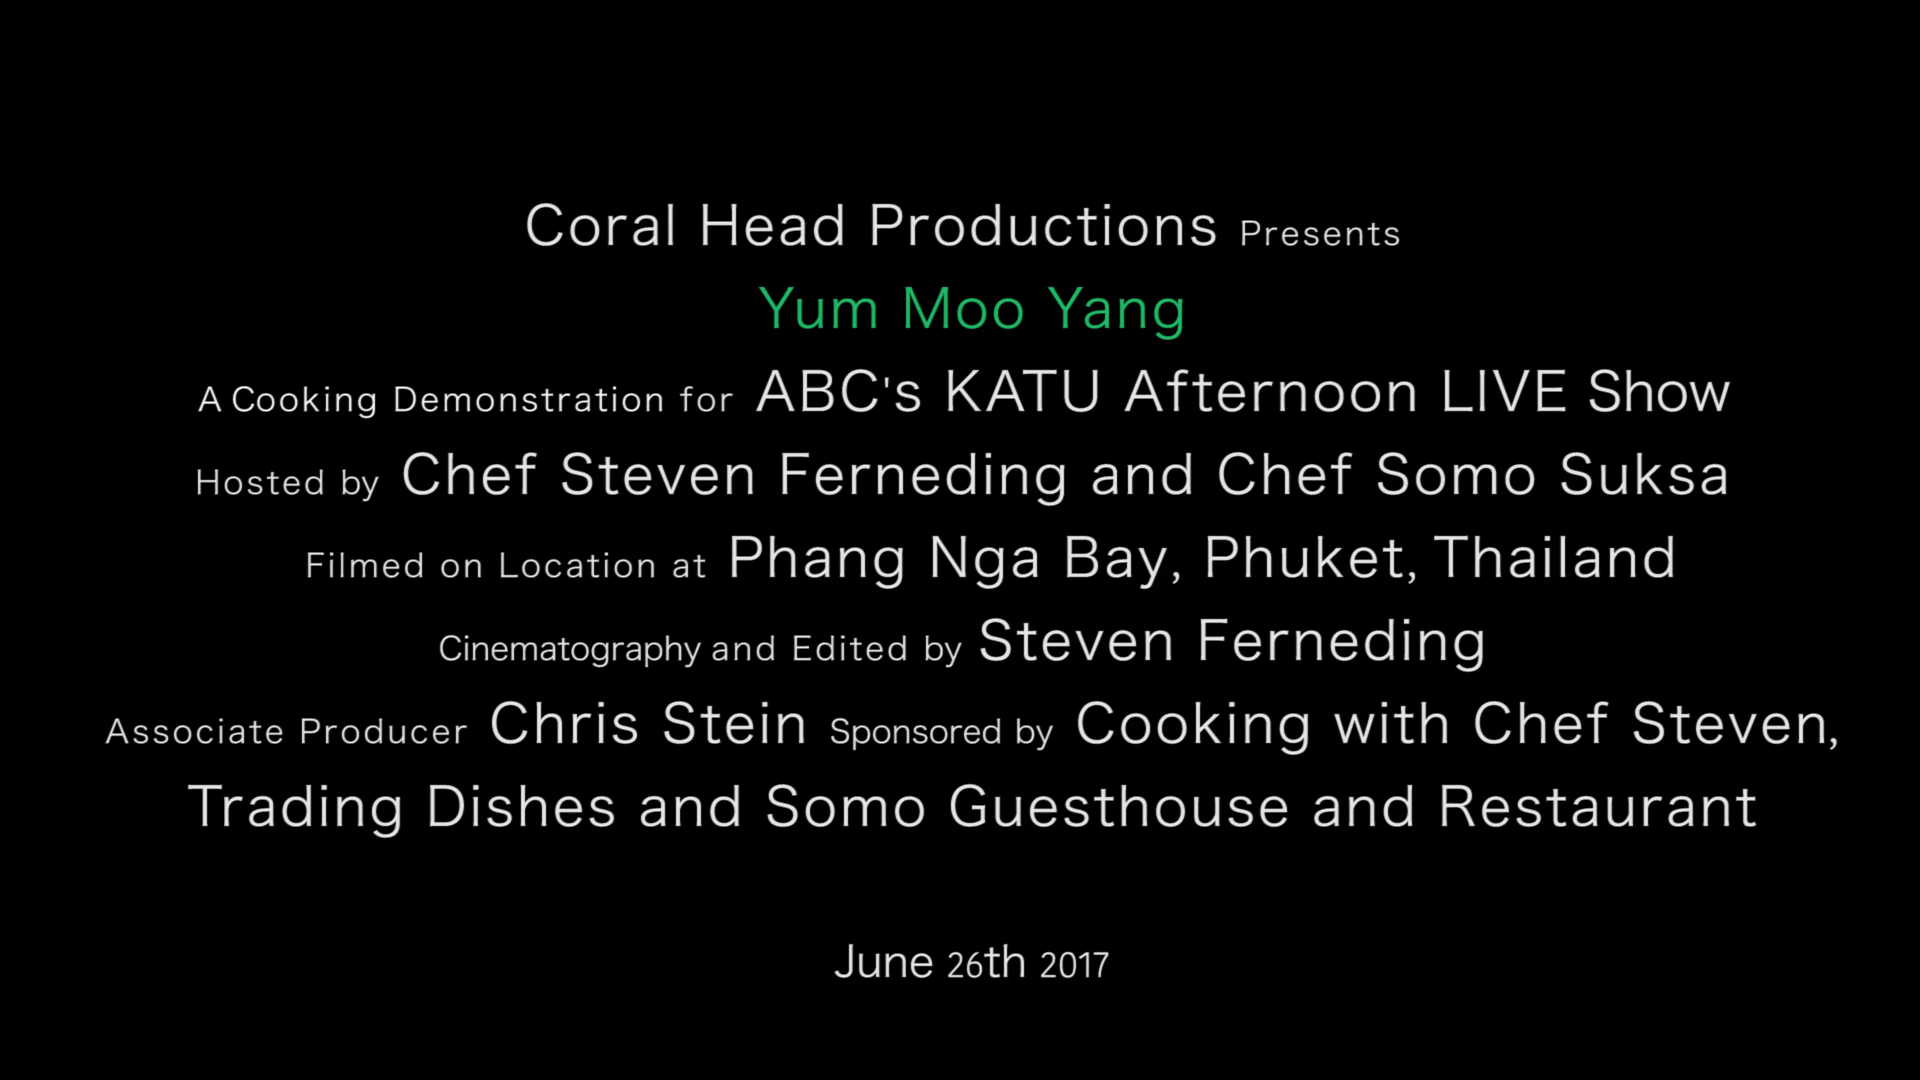 Coral Head Productions Presents
Yum Moo Yang
A Cooking Demonstration for ABC's KATU Afternoon LIVE Show
Hosted by Chef Steven Ferneding and Chef Somo Suksa
Filmed on Location at Phang Nga Bay, Phuket, Thailand
Cinematography and Edited by Steven Ferneding
Associate Producer Chris Stein Sponsored by Cooking with Chef Steven,
Trading Dishes and Somo Guesthouse and Restaurant
June 26th 2017